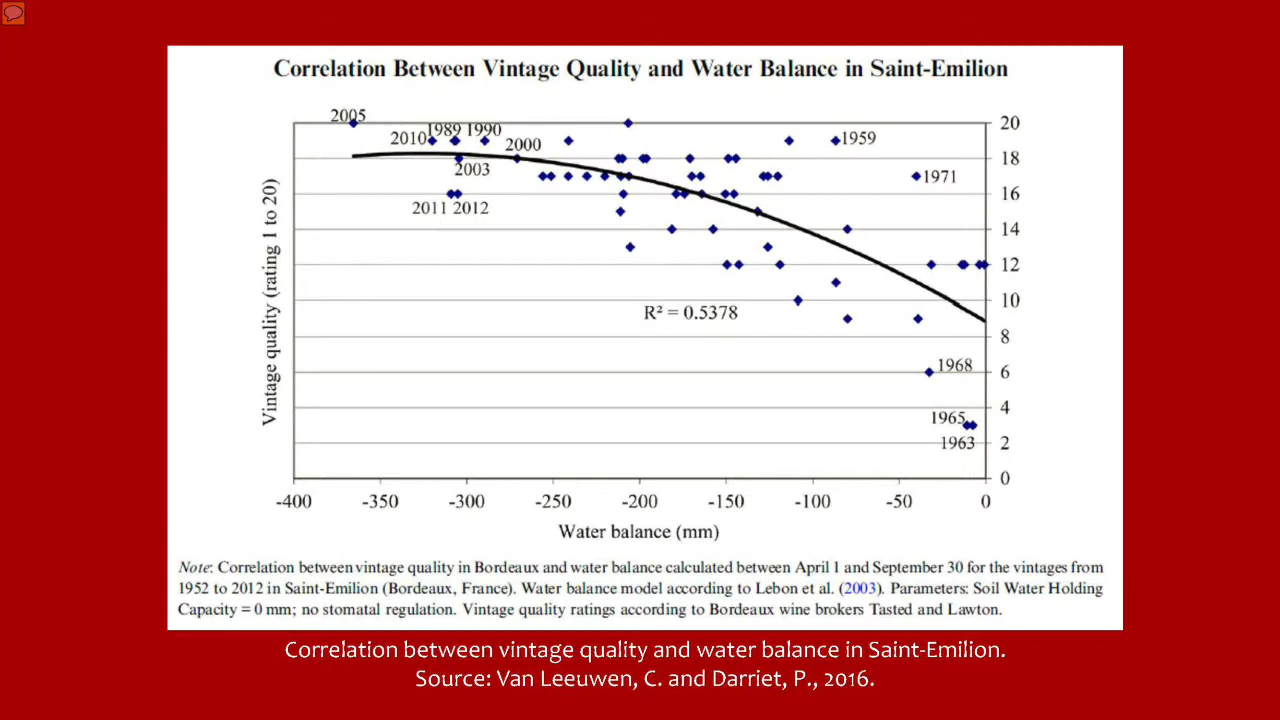 Correlation Between Vintage Quality and Water Balance in Saint-Emilion
2005
2010
1989 1990
2000
2003
2011 2012
1959
1971
1968
1965
1963
R² = 0.5378
Vintage quality (rating 1 to 20)
20
18
16
14
12
10
8
6
4
2
0
-400 -350 -300 -250 -200 -150 -100 -50 0
Water balance (mm)
Note: Correlation between vintage quality in Bordeaux and water balance calculated between April 1 and September 30 for the vintages from
1952 to 2012 in Saint-Emilion (Bordeaux, France). Water balance model according to Lebon et al. (2003). Parameters: Soil Water Holding
Capacity = 0 mm; no stomatal regulation. Vintage quality ratings according to Bordeaux wine brokers Tasted and Lawton.
Correlation between vintage quality and water balance in Saint-Emilion.
Source: Van Leeuwen, C. and Darriet, P., 2016.